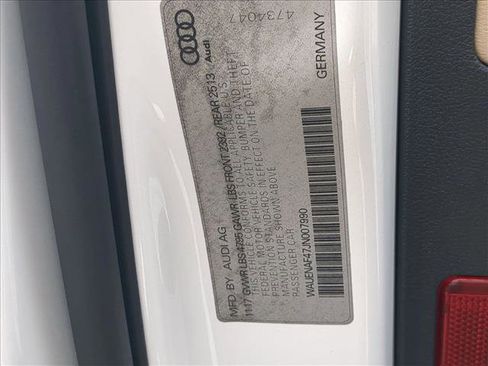 MFD. BY AUDI AG
11 17 GVWR LBS 4795 GAWR LBS FRONT 2392 / REAR 2513
THIS VEHICLE CONFORMS TO ALL APPLICABLE U.S.
FEDERAL MOTOR VEHICLE SAFETY, BUMPER AND THEFT
PREVENTION STANDARDS IN EFFECT ON THE DATE OF
MANUFACTURE SHOWN ABOVE
PASSENGER CAR
WAUENAF47JN007990
GERMANY
Audi
4734047